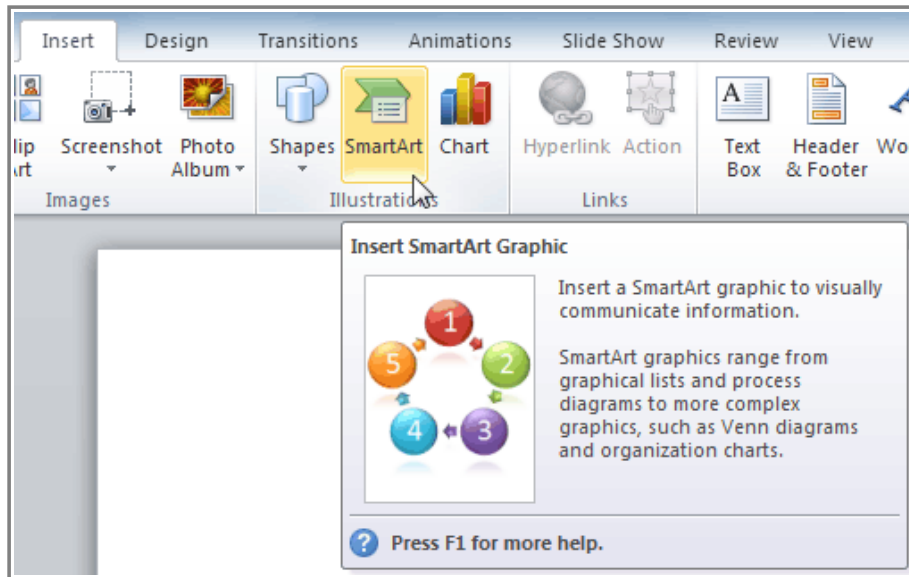 Insert Design Transitions Animations Slide Show Review View
lip Screenshot Photo Shapes SmartArt Chart Hyperlink Action Text Header Wo
rt Album Box & Footer
Images Illustrations Links
Insert SmartArt Graphic
Insert a SmartArt graphic to visually
communicate information.
SmartArt graphics range from
graphical lists and process
diagrams to more complex
graphics, such as Venn diagrams
and organization charts.
1
5
2
4
3
Press F1 for more help.